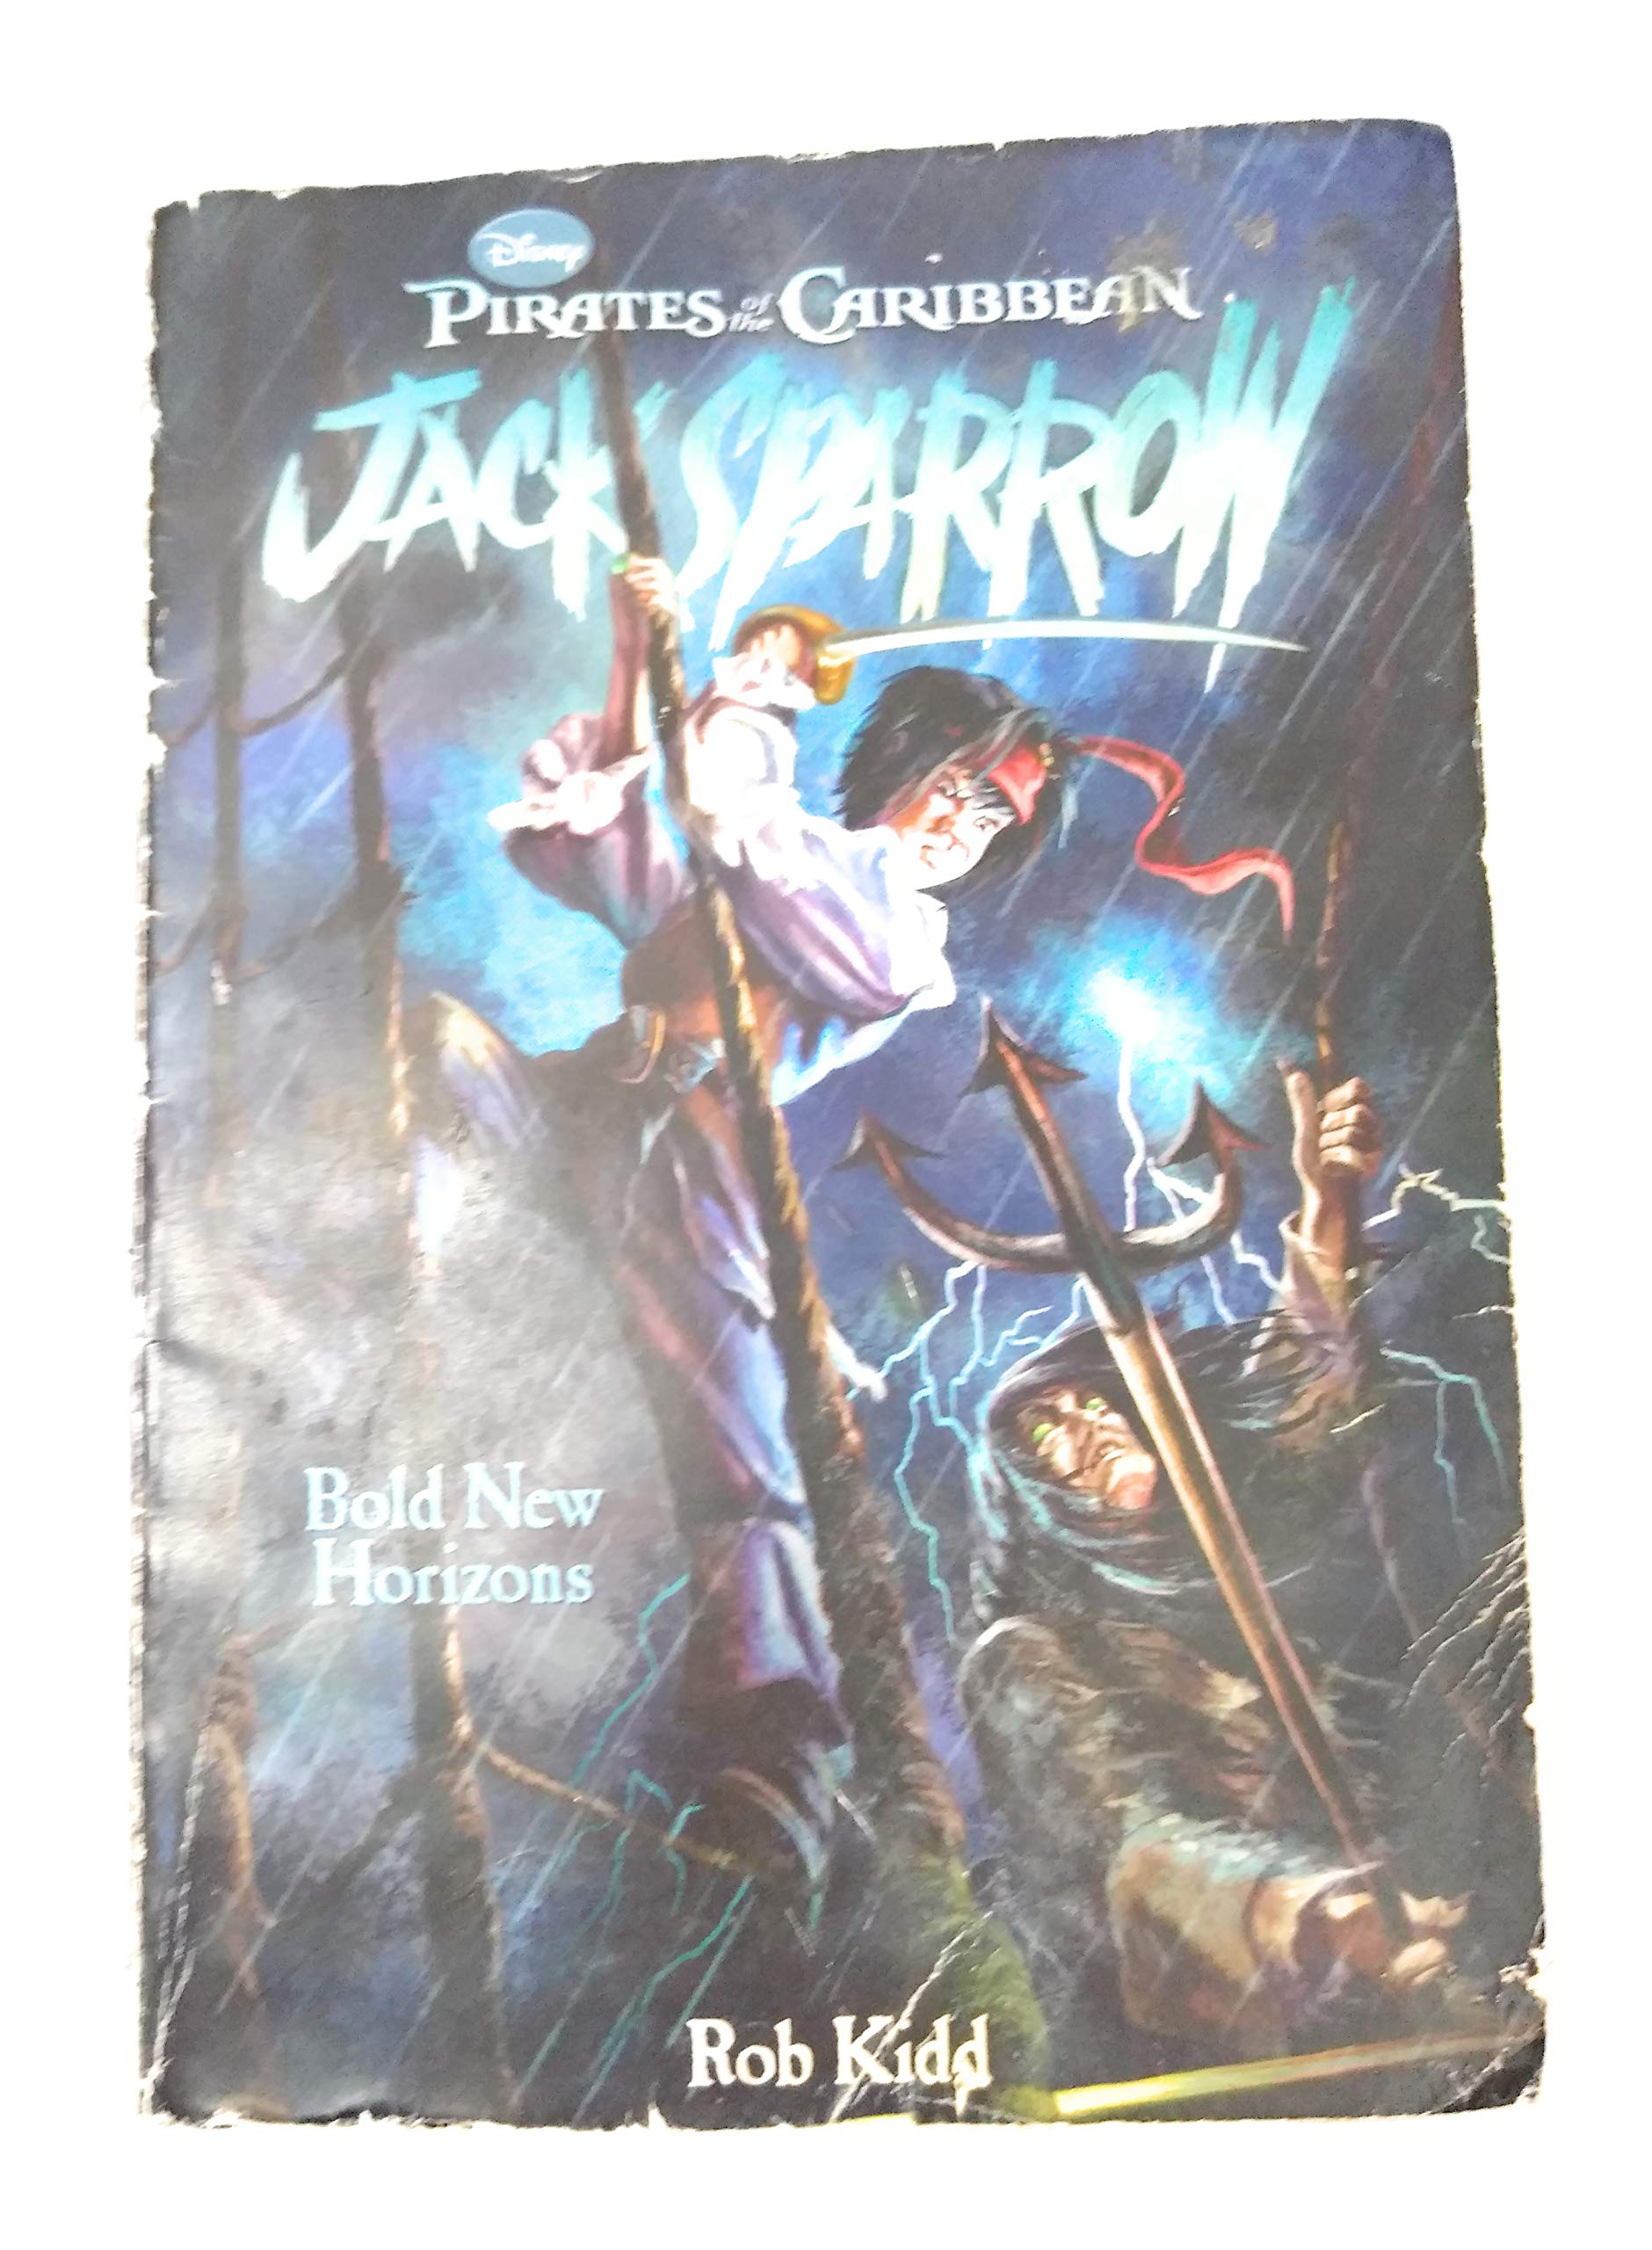 Disney
PIRATES of the CARIBBEAN
JACK SPARROW
Bold New
Horizons
Rob Kidd